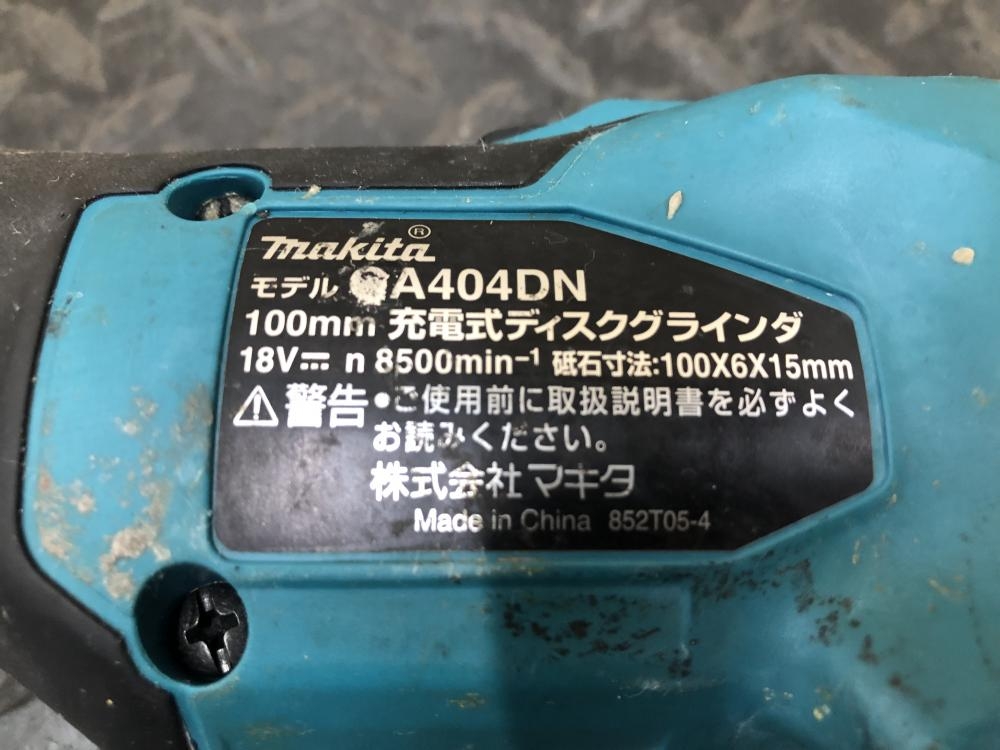 makita®
モデル A404DN
100mm 充電式ディスクグラインダ
18V⎓ n 8500min⁻¹ 砥石寸法:100X6X15mm
⚠警告 •ご使用前に取扱説明書を必ずよく
お読みください。
株式会社マキタ
Made in China 852T05-4